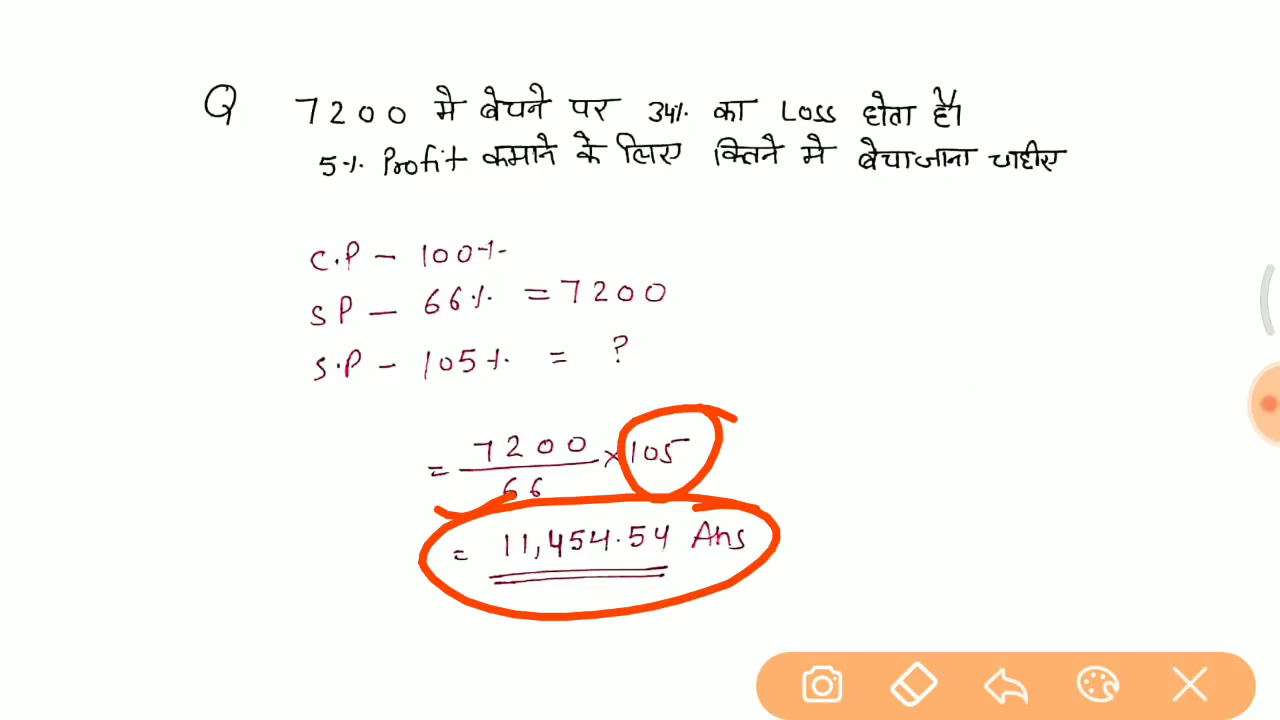 Q 7200 मे बेचने पर 34% का Loss होता है।
5% Profit कमाने के लिए कितने मे बेचा जाना चाहीए
C.P - 100%
SP - 66% = 7200
S.P - 105% = ?
= 7200/66 × 105
= 11,454.54 Ans